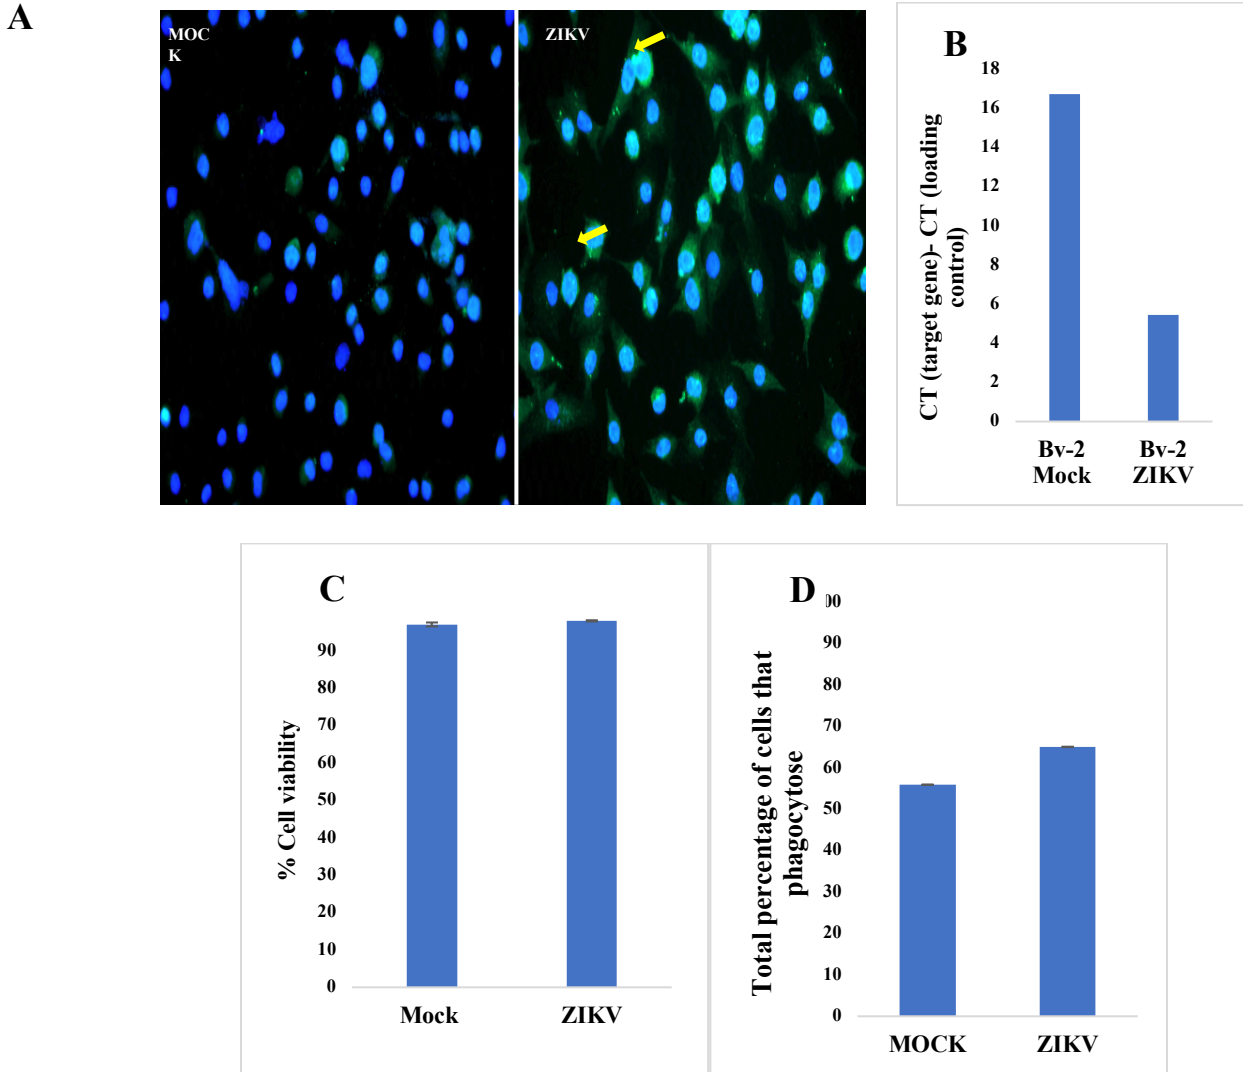 A
MOC
K
ZIKV
B
CT (target gene)- CT (loading
control)
18
16
14
12
10
8
6
4
2
0
Bv-2
Mock
Bv-2
ZIKV
C
% Cell viability
90
80
70
60
50
40
30
20
10
0
Mock
ZIKV
D
Total percentage of cells that
phagocytose
00
90
80
70
60
50
40
30
20
10
0
MOCK
ZIKV